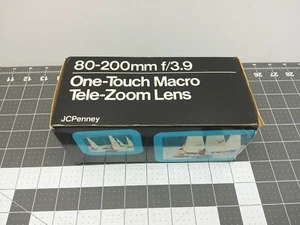 80-200mm f/3.9
One-Touch Macro
Tele-Zoom Lens
JCPenney